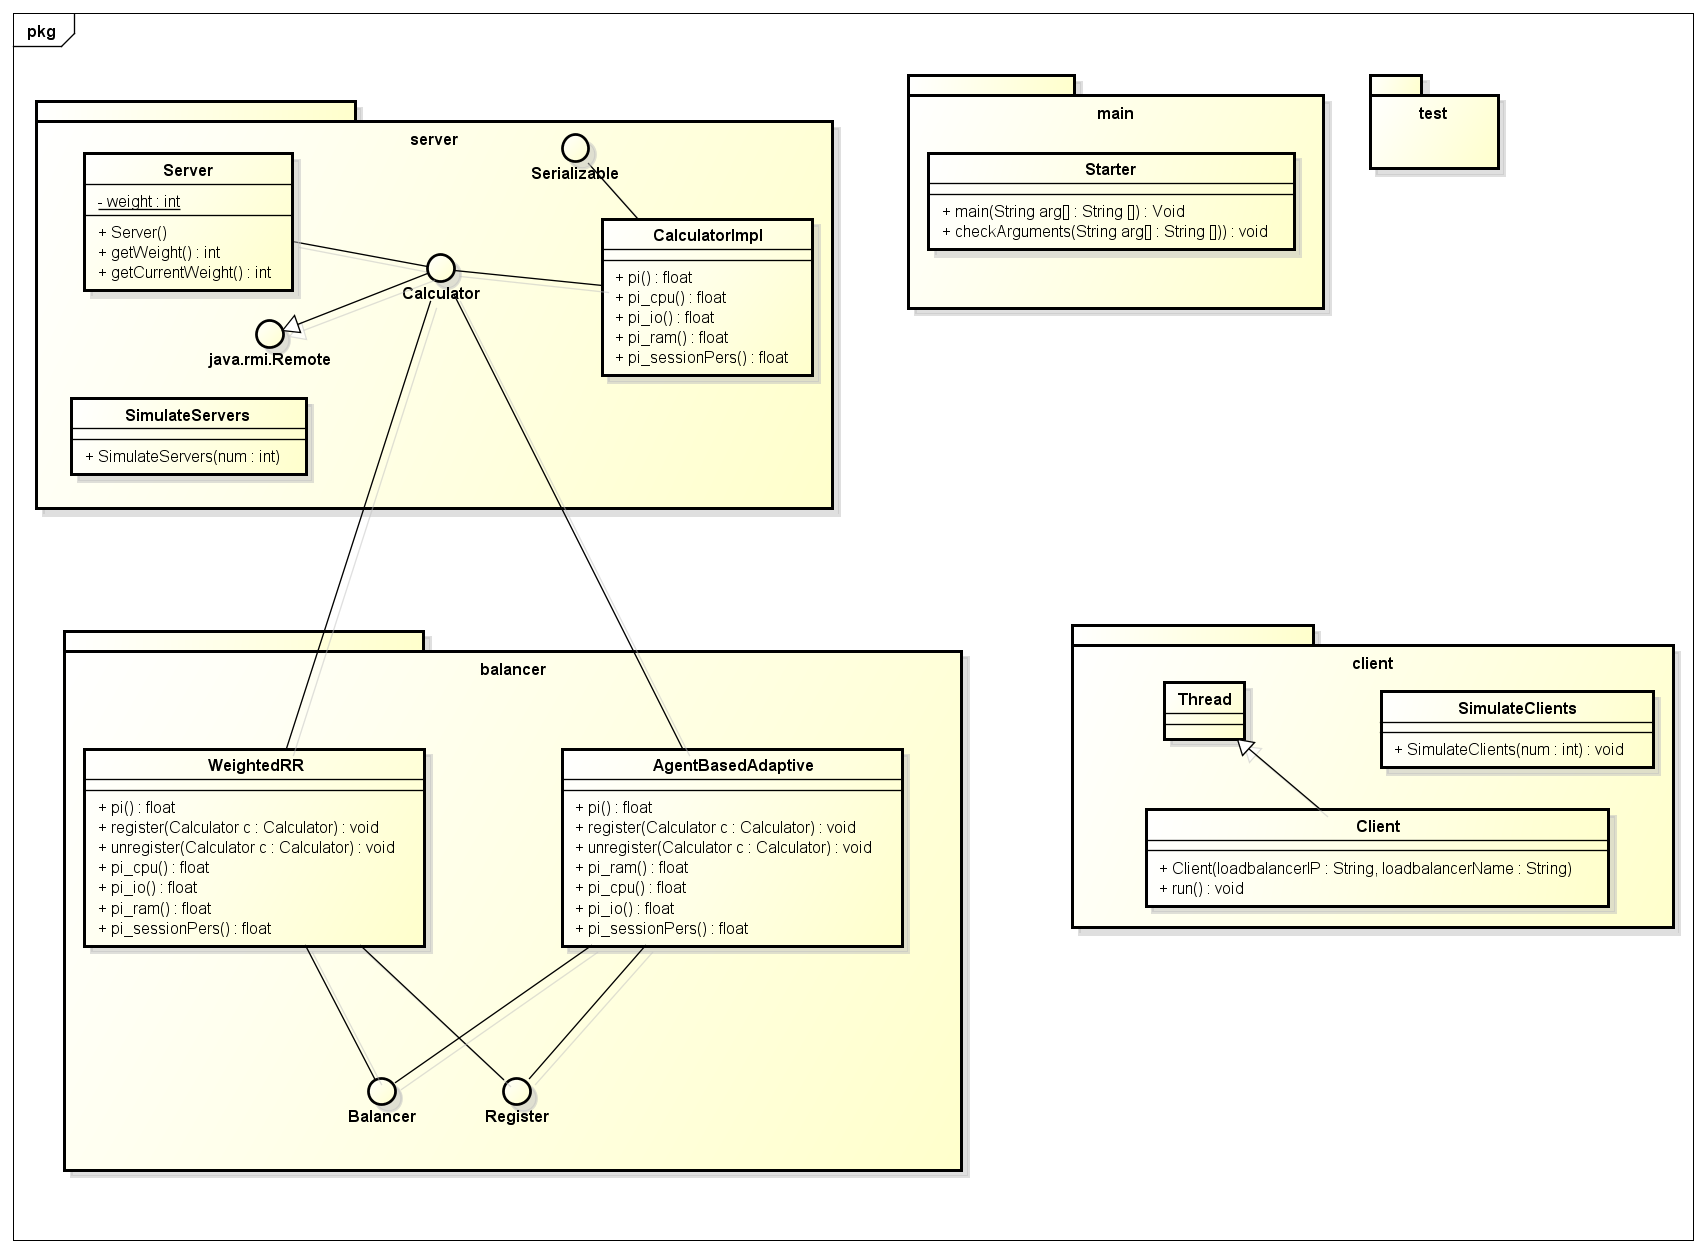 pkg
server
Serializable
Server
- weight : int
+ Server()
+ getWeight() : int
+ getCurrentWeight() : int
Calculator
java.rmi.Remote
CalculatorImpl
+ pi() : float
+ pi_cpu() : float
+ pi_io() : float
+ pi_ram() : float
+ pi_sessionPers() : float
SimulateServers
+ SimulateServers(num : int)
main
Starter
+ main(String arg[] : String []) : Void
+ checkArguments(String arg[] : String [])) : void
test
balancer
WeightedRR
+ pi() : float
+ register(Calculator c : Calculator) : void
+ unregister(Calculator c : Calculator) : void
+ pi_cpu() : float
+ pi_io() : float
+ pi_ram() : float
+ pi_sessionPers() : float
AgentBasedAdaptive
+ pi() : float
+ register(Calculator c : Calculator) : void
+ unregister(Calculator c : Calculator) : void
+ pi_ram() : float
+ pi_cpu() : float
+ pi_io() : float
+ pi_sessionPers() : float
Balancer
Register
client
Thread
SimulateClients
+ SimulateClients(num : int) : void
Client
+ Client(loadbalancerIP : String, loadbalancerName : String)
+ run() : void